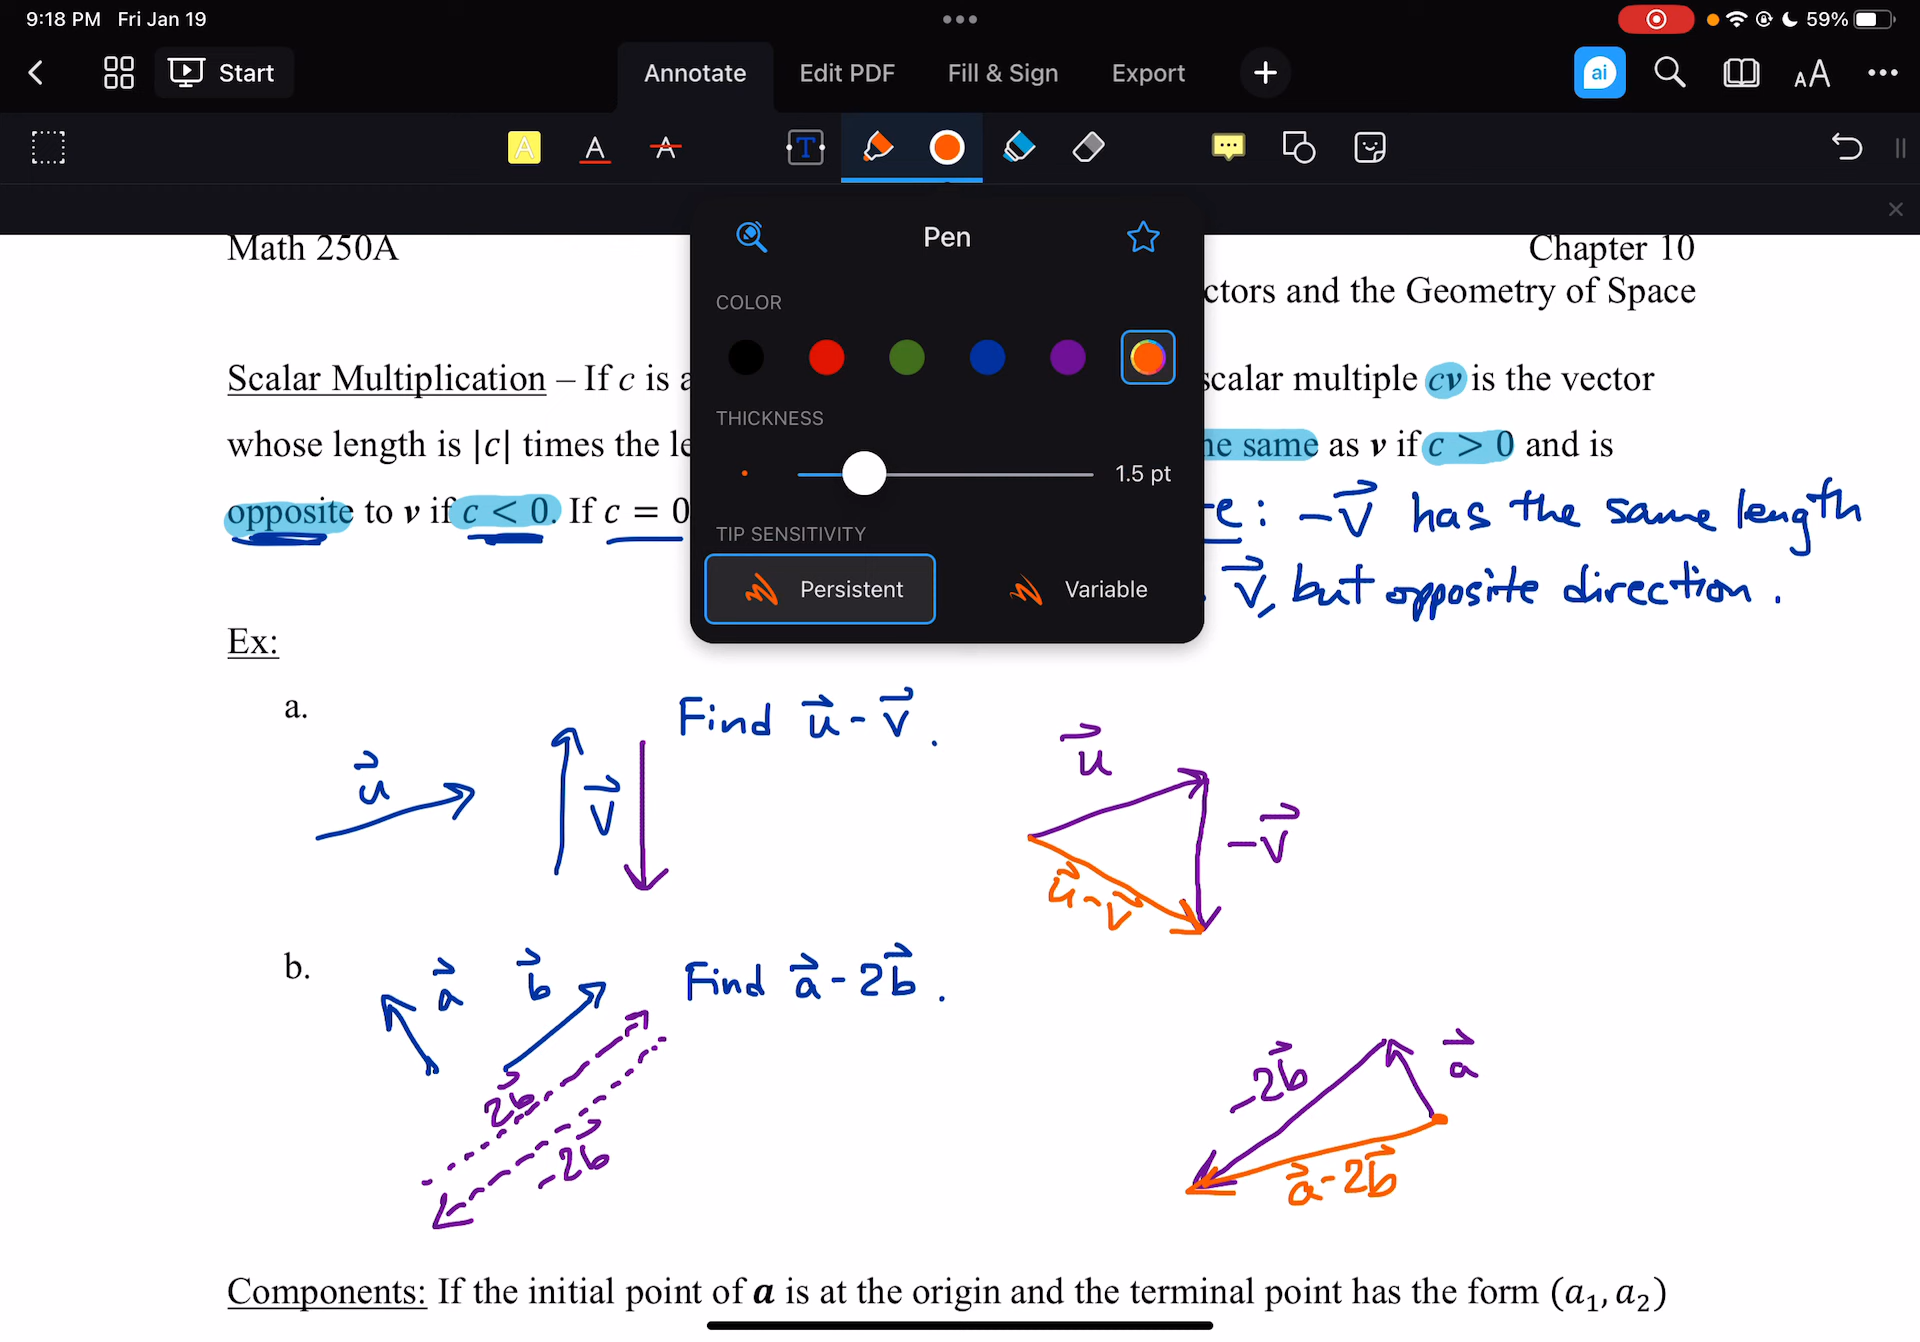 9:18 PM Fri Jan 19
59%
Start
Annotate
Edit PDF
Fill & Sign
Export
ai
AA
A A A T
Pen
COLOR
THICKNESS
1.5 pt
TIP SENSITIVITY
Persistent
Variable
Math 250A
Chapter 10
ctors and the Geometry of Space
Scalar Multiplication – If c is a scalar multiple cv is the vector
whose length is |c| times the le he same as v if c > 0 and is
opposite to v if c < 0. If c = 0
e: -v⃗ has the same length
v⃗, but opposite direction.
Ex:
a.
u⃗
v⃗
Find u⃗ - v⃗.
u⃗
-v⃗
u⃗-v⃗
b.
a⃗
b⃗
Find a⃗ - 2b⃗.
2b⃗
-2b⃗
-2b⃗
a⃗
a⃗-2b⃗
Components: If the initial point of a is at the origin and the terminal point has the form (a₁, a₂)